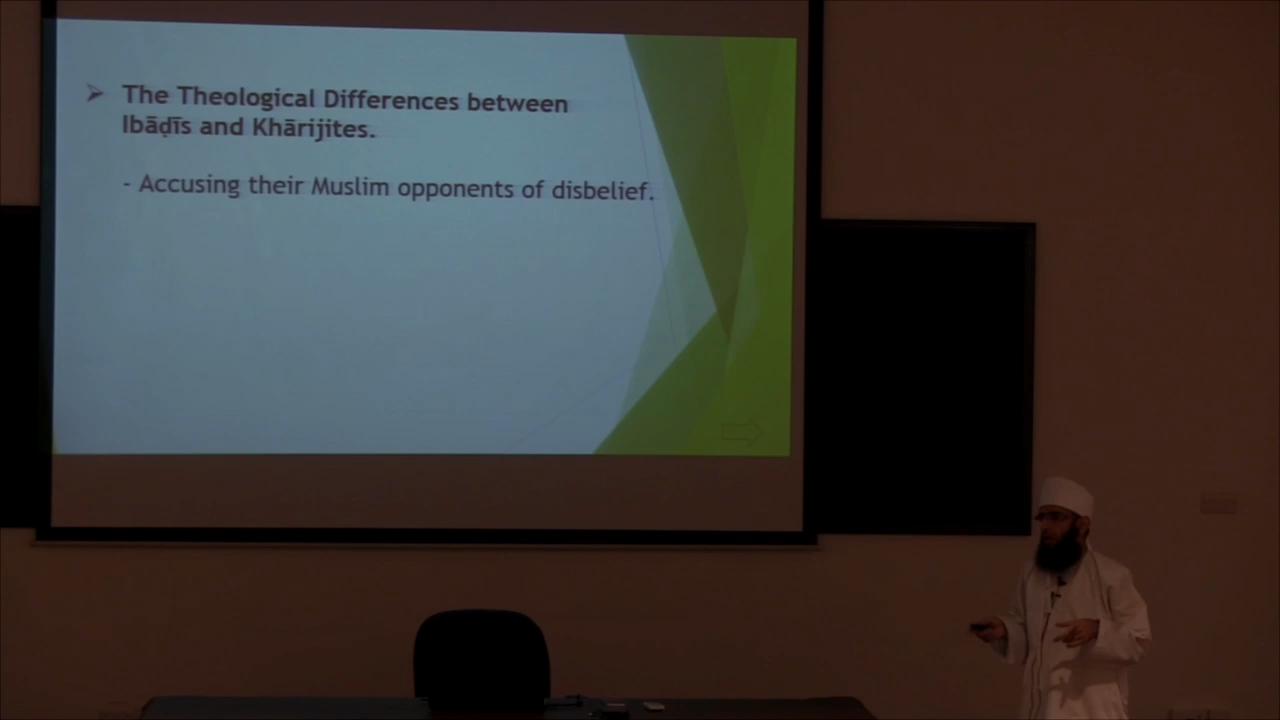 The Theological Differences between
Ibāḍīs and Khārijites.
- Accusing their Muslim opponents of disbelief.